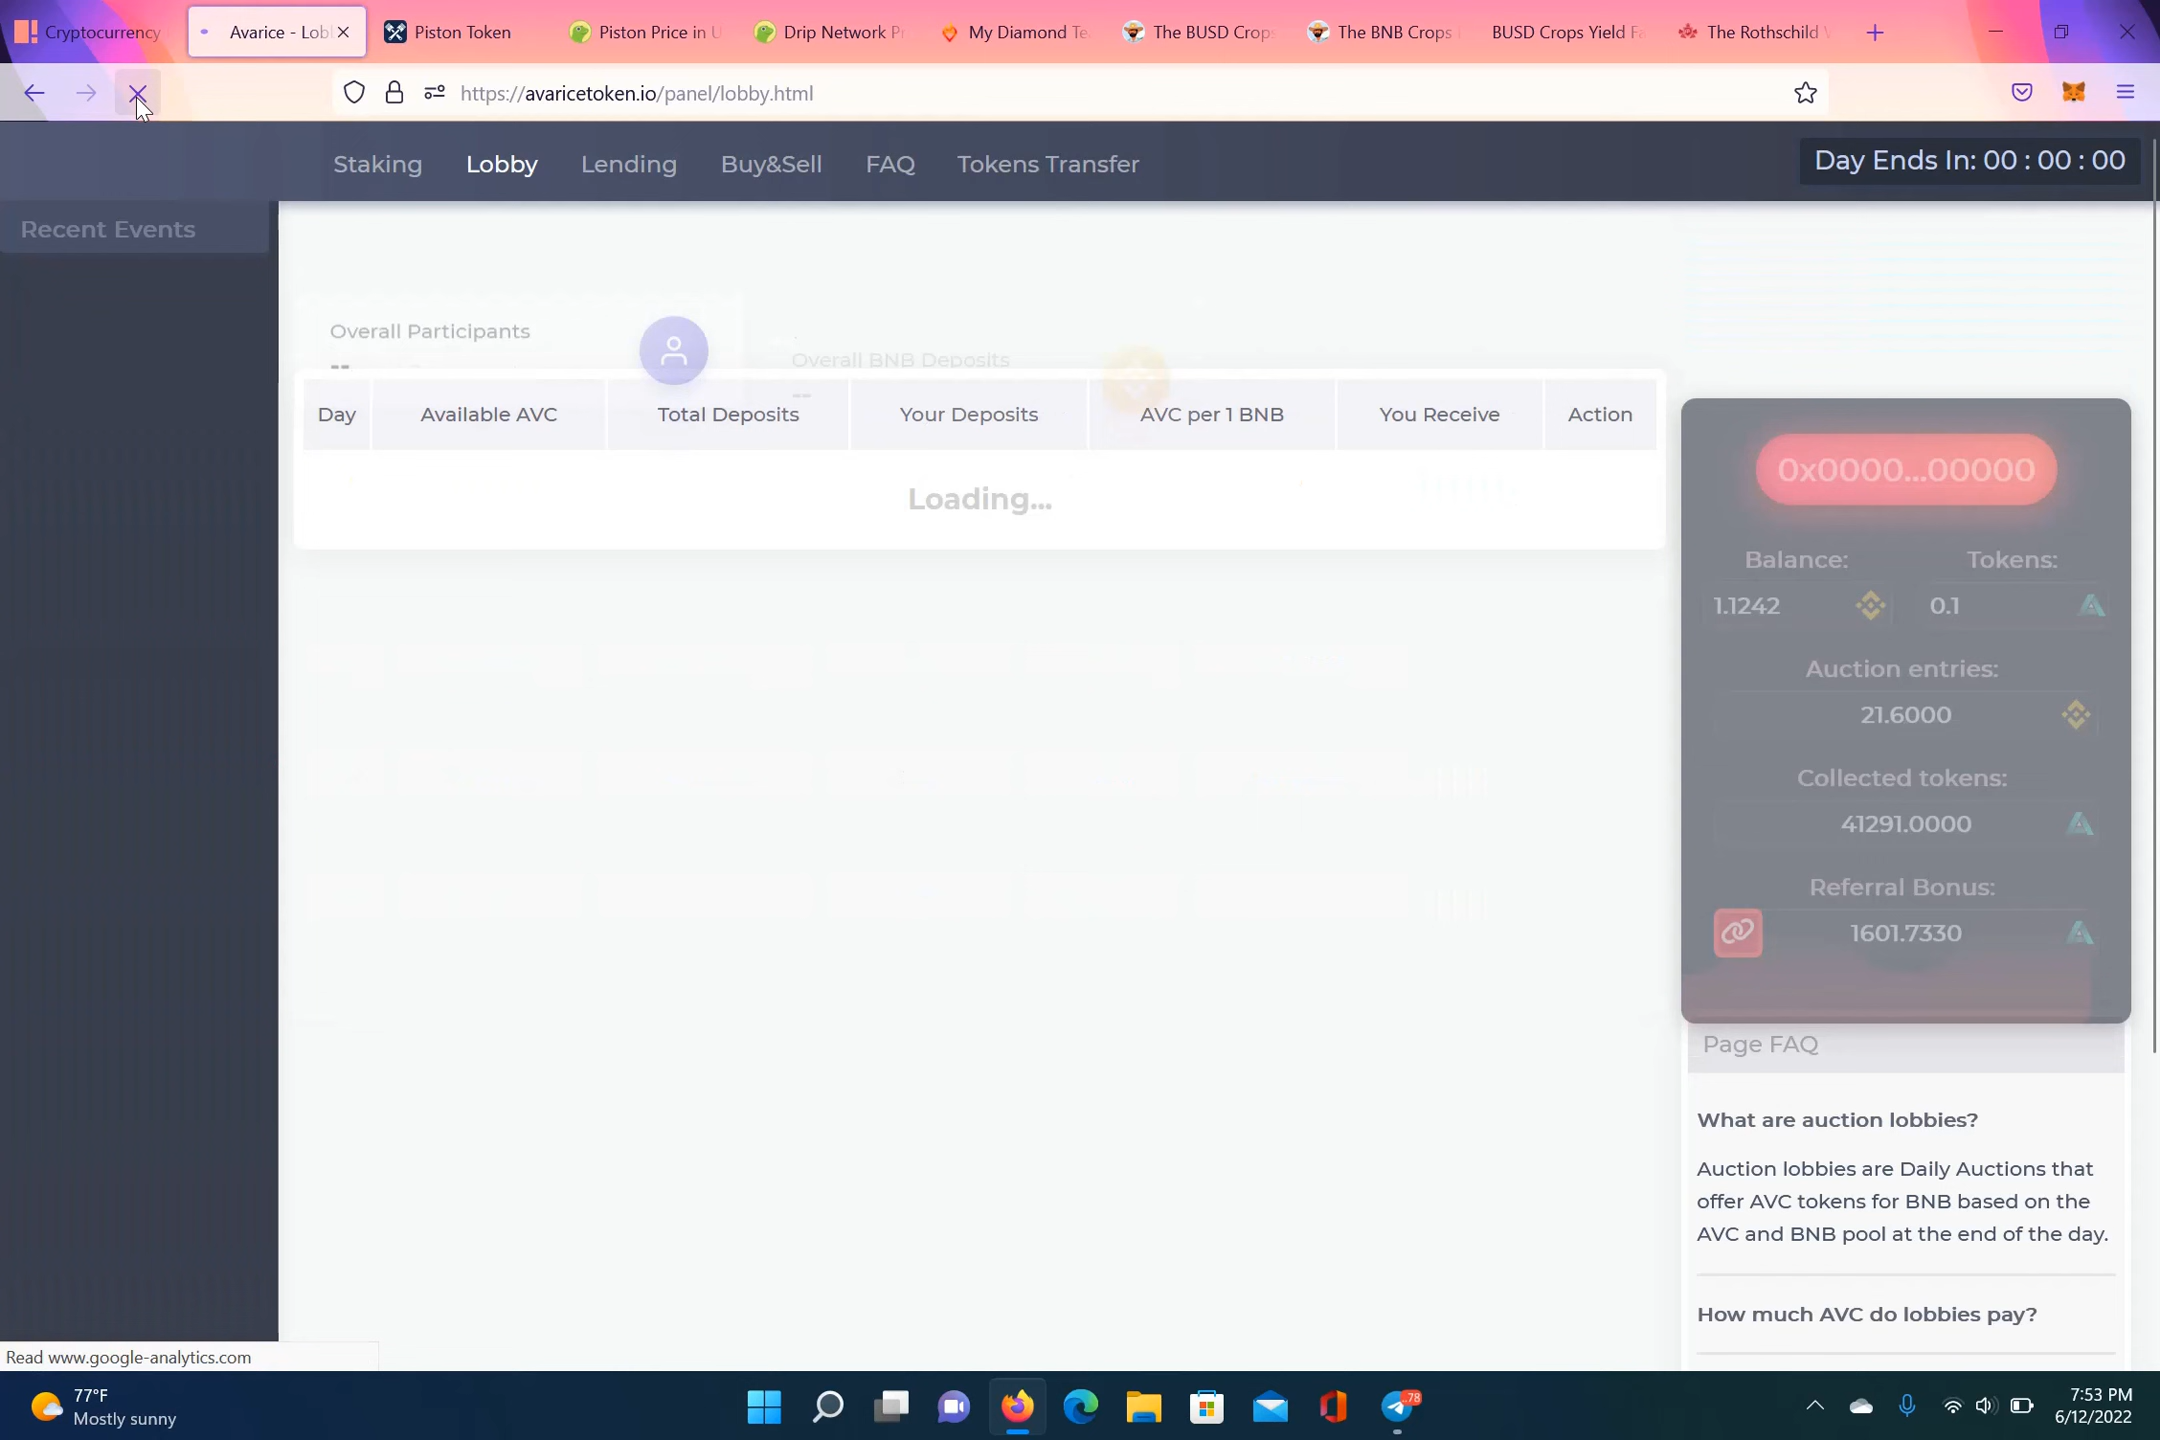 Cryptocurrency
Avarice - Lob
Piston Token
Piston Price in U
Drip Network P
My Diamond Te
The BUSD Crops
The BNB Crops
BUSD Crops Yield Fa
The Rothschild
https://avaricetoken.io/panel/lobby.html
Staking
Lobby
Lending
Buy&Sell
FAQ
Tokens Transfer
Day Ends In: 00 : 00 : 00
Recent Events
Overall Participants
Overall BNB Deposits
--
Day
Available AVC
Total Deposits
Your Deposits
AVC per 1 BNB
You Receive
Action
Loading...
0x0000...00000
Balance:
Tokens:
1.1242
0.1
Auction entries:
21.6000
Collected tokens:
41291.0000
Referral Bonus:
1601.7330
Page FAQ
What are auction lobbies?
Auction lobbies are Daily Auctions that
offer AVC tokens for BNB based on the
AVC and BNB pool at the end of the day.
How much AVC do lobbies pay?
Read www.google-analytics.com
77°F
Mostly sunny
78
7:53 PM
6/12/2022